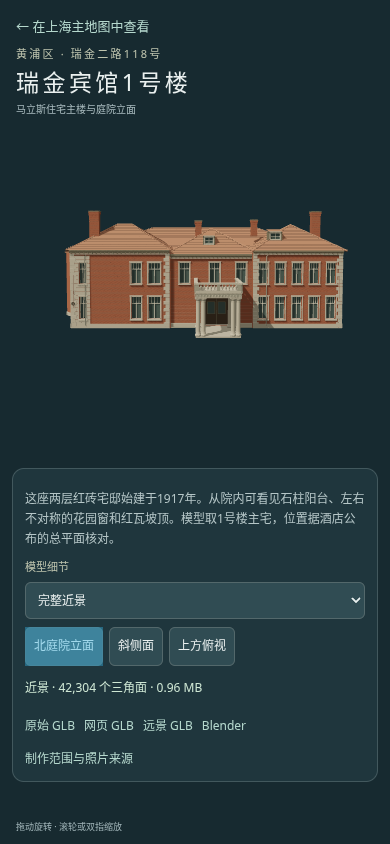 ← 在上海主地图中查看
黄浦区 · 瑞金二路118号
瑞金宾馆1号楼
马立斯住宅主楼与庭院立面
这座两层红砖宅邸始建于1917年。从院内可看见石柱阳台、左右
不对称的花园窗和红瓦坡顶。模型取1号楼主宅，位置据酒店公
布的总平面核对。
模型细节
完整近景
北庭院立面 斜侧面 上方俯视
近景 · 42,304 个三角面 · 0.96 MB
原始 GLB 网页 GLB 远景 GLB Blender
制作范围与照片来源
拖动旋转 · 滚轮或双指缩放